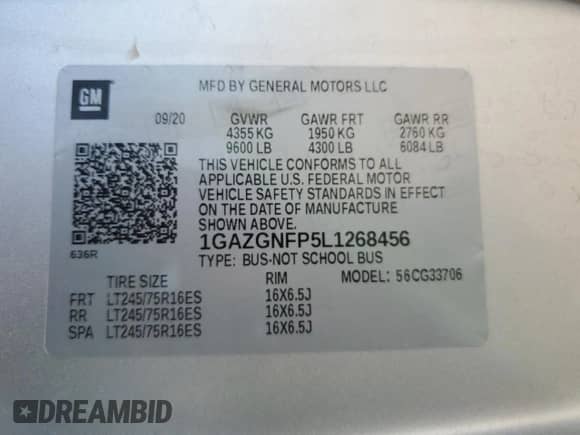 GM
MFD BY GENERAL MOTORS LLC
09/20 GVWR GAWR FRT GAWR RR
4355 KG 1950 KG 2760 KG
9600 LB 4300 LB 6084 LB
THIS VEHICLE CONFORMS TO ALL
APPLICABLE U.S. FEDERAL MOTOR
VEHICLE SAFETY STANDARDS IN EFFECT
ON THE DATE OF MANUFACTURE
SHOWN ABOVE.
1GAZGNFP5L1268456
636R
TYPE: BUS-NOT SCHOOL BUS
TIRE SIZE RIM MODEL: 56CG33706
FRT LT245/75R16ES 16X6.5J
RR LT245/75R16ES 16X6.5J
SPA LT245/75R16ES 16X6.5J
DREAMBID